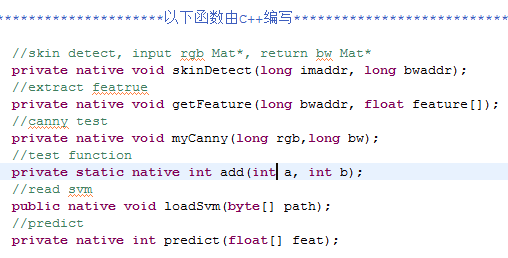 ********************以下函数由c++编写**************************
//skin detect, input rgb Mat*, return bw Mat*
private native void skinDetect(long imaddr, long bwaddr);
//extract featrue
private native void getFeature(long bwaddr, float feature[]);
//canny test
private native void myCanny(long rgb,long bw);
//test function
private static native int add(int a, int b);
//read svm
public native void loadSvm(byte[] path);
//predict
private native int predict(float[] feat);